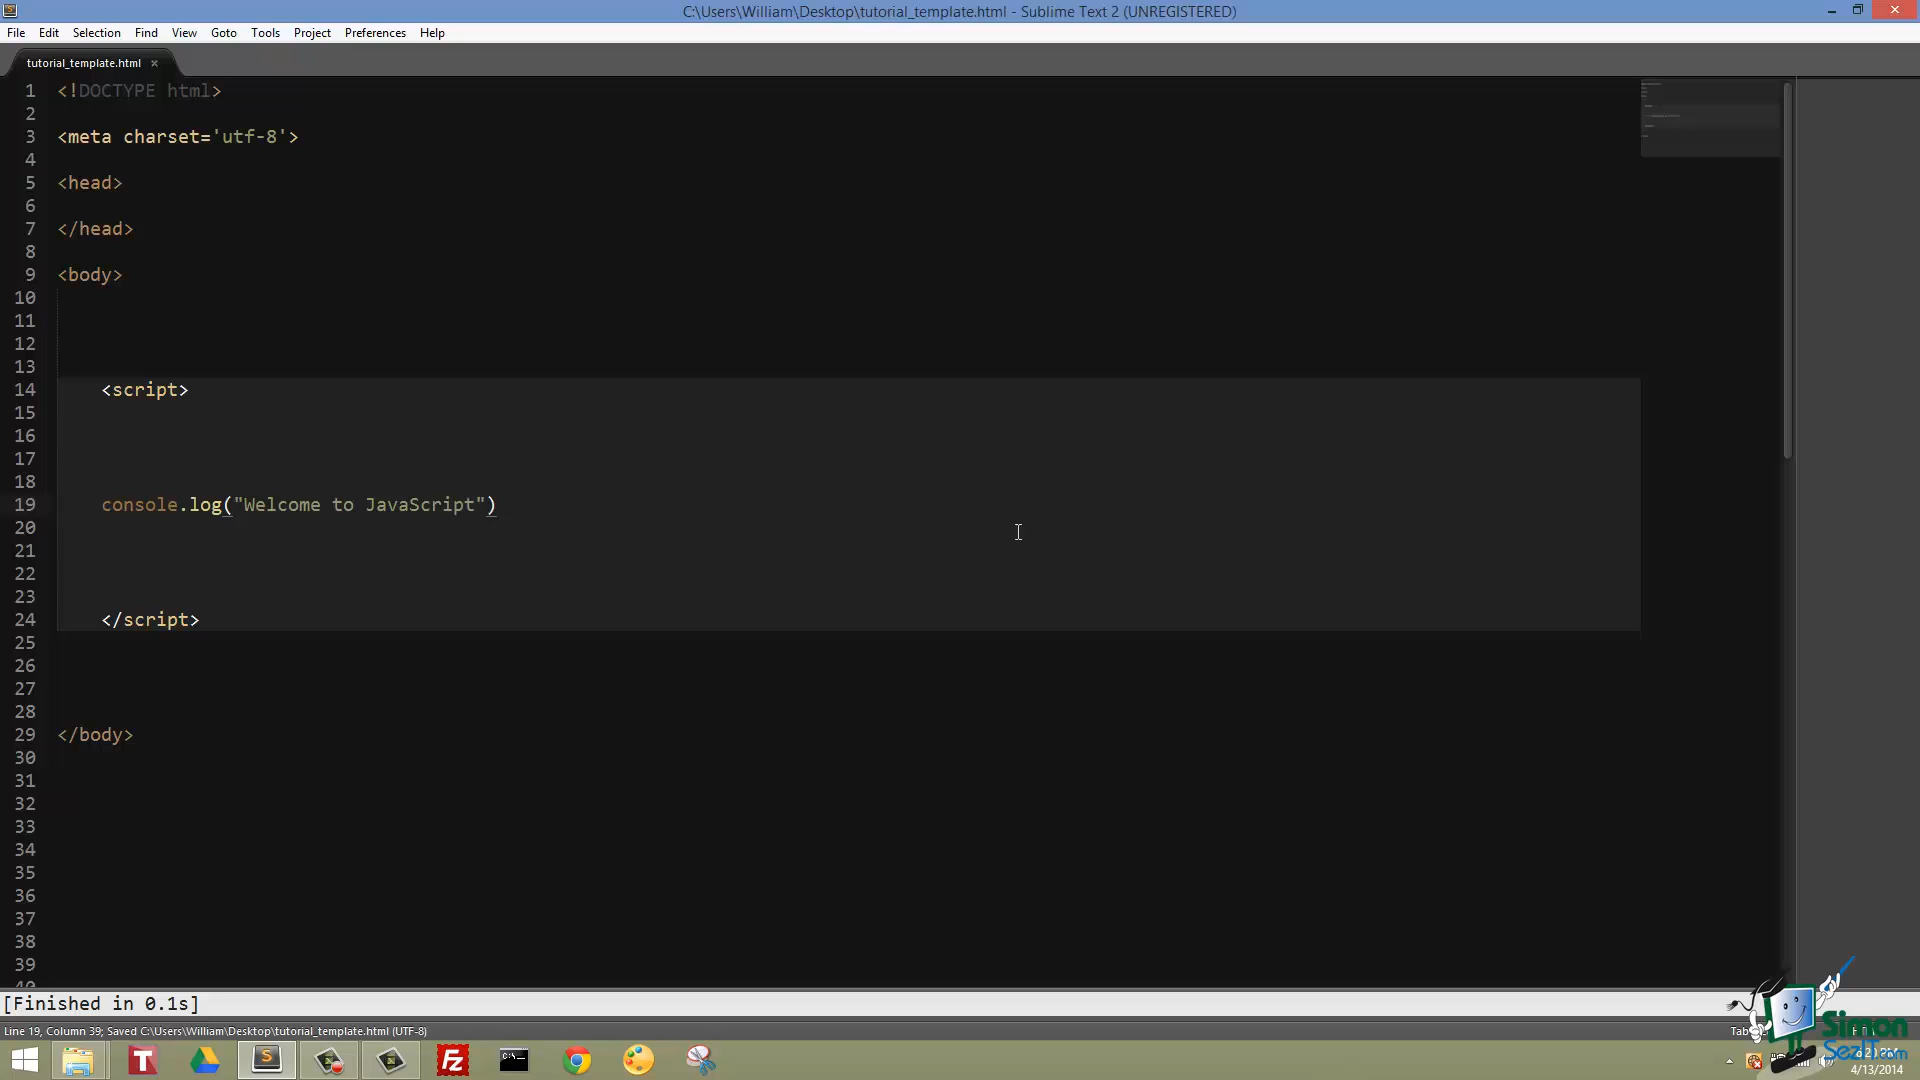 C:\Users\William\Desktop\tutorial_template.html - Sublime Text 2 (UNREGISTERED)
File Edit Selection Find View Goto Tools Project Preferences Help
tutorial_template.html ×
1 <!DOCTYPE html>
2
3 <meta charset='utf-8'>
4
5 <head>
6
7 </head>
8
9 <body>
10
11
12
13
14 <script>
15
16
17
18
19 console.log("Welcome to JavaScript")
20
21
22
23
24 </script>
25
26
27
28
29 </body>
30
31
32
33
34
35
36
37
38
39
40
[Finished in 0.1s]
Line 19, Column 39; Saved C:\Users\William\Desktop\tutorial_template.html (UTF-8)
Simon
SezIT.com
4/13/2014